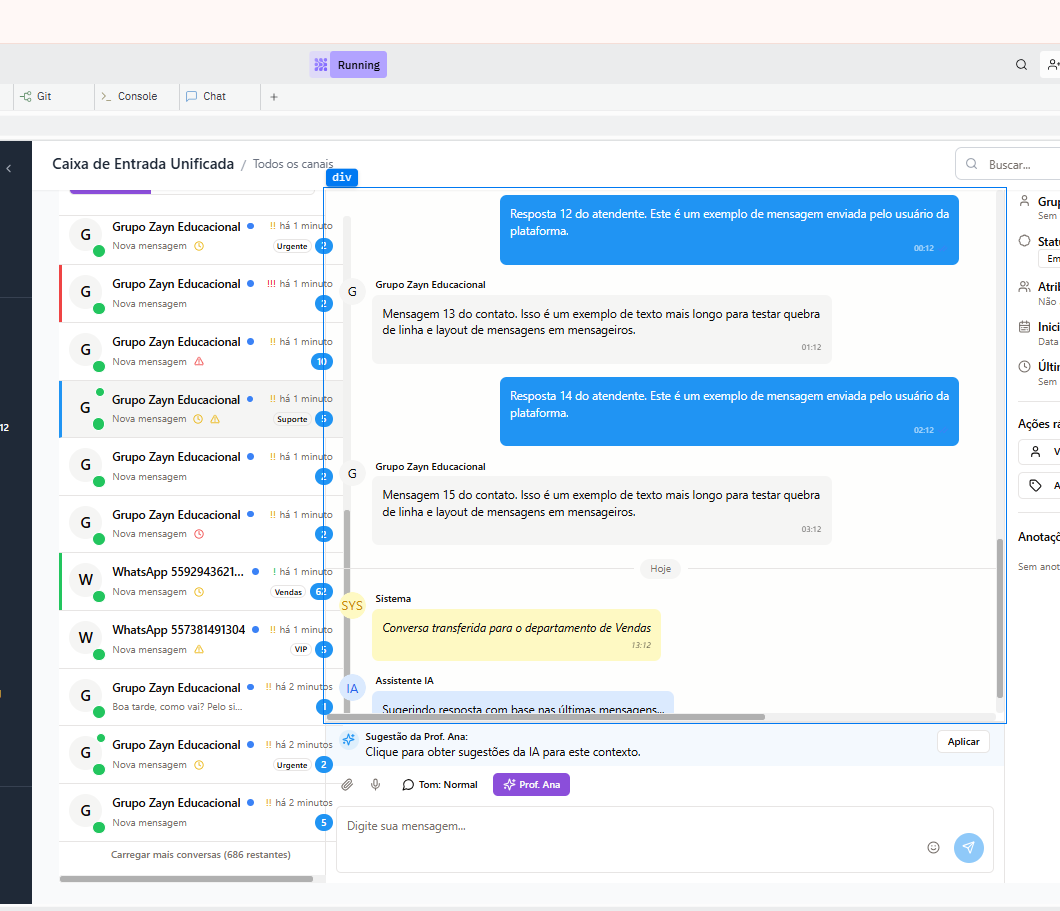 Running
Git
Console
Chat
+
Caixa de Entrada Unificada / Todos os canais
Buscar...
div
12
G
Grupo Zayn Educacional
!! há 1 minuto
Nova mensagem
Urgente
2
G
Grupo Zayn Educacional
!!! há 1 minuto
Nova mensagem
2
G
Grupo Zayn Educacional
!! há 1 minuto
Nova mensagem
10
G
Grupo Zayn Educacional
!! há 1 minuto
Nova mensagem
Suporte
5
G
Grupo Zayn Educacional
!! há 1 minuto
Nova mensagem
2
G
Grupo Zayn Educacional
!! há 1 minuto
Nova mensagem
2
W
WhatsApp 5592943621...
! há 1 minuto
Nova mensagem
Vendas
62
W
WhatsApp 557381491304
!! há 1 minuto
Nova mensagem
VIP
5
G
Grupo Zayn Educacional
!! há 2 minutos
Boa tarde, como vai? Pelo si...
1
G
Grupo Zayn Educacional
!! há 2 minutos
Nova mensagem
Urgente
2
G
Grupo Zayn Educacional
!! há 2 minutos
Nova mensagem
5
Carregar mais conversas (686 restantes)
Resposta 12 do atendente. Este é um exemplo de mensagem enviada pelo usuário da
plataforma.
00:12
G
Grupo Zayn Educacional
Mensagem 13 do contato. Isso é um exemplo de texto mais longo para testar quebra
de linha e layout de mensagens em mensageiros.
01:12
Resposta 14 do atendente. Este é um exemplo de mensagem enviada pelo usuário da
plataforma.
02:12
G
Grupo Zayn Educacional
Mensagem 15 do contato. Isso é um exemplo de texto mais longo para testar quebra
de linha e layout de mensagens em mensageiros.
03:12
Hoje
SYS
Sistema
Conversa transferida para o departamento de Vendas
13:12
IA
Assistente IA
Sugerindo resposta com base nas últimas mensagens...
Sugestão da Prof. Ana:
Clique para obter sugestões da IA para este contexto.
Aplicar
Tom: Normal
Prof. Ana
Digite sua mensagem...
Grup
Sem
Statu
Em
Atrib
Não
Inici
Data
Últin
Sem
Ações rá
V
A
Anotaçõ
Sem anot